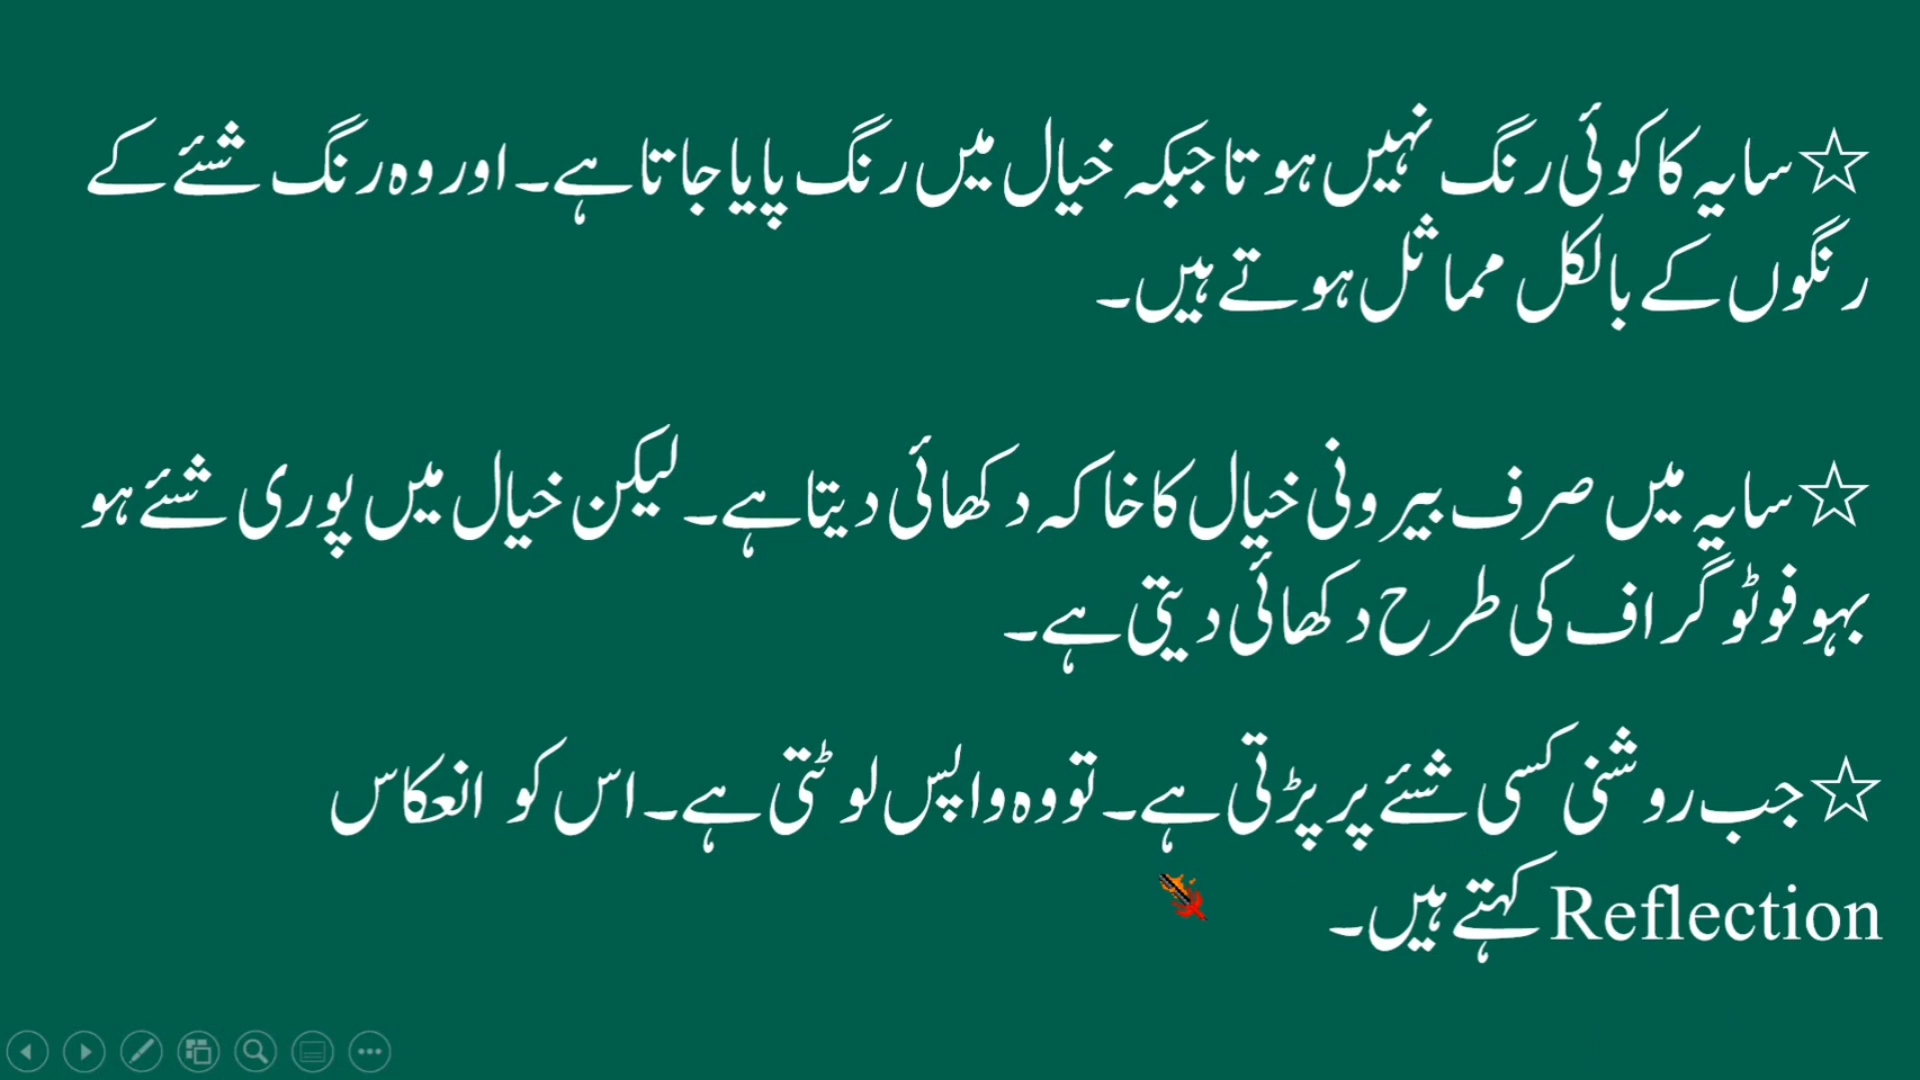 ☆سایہ کا کوئی رنگ نہیں ہوتا جبکہ خیال میں رنگ پایا جاتا ہے۔ اور وہ رنگ شئے کے
رنگوں کے بالکل مماثل ہوتے ہیں۔
☆سایہ میں صرف بیرونی خیال کا خاکہ دکھائی دیتا ہے۔ لیکن خیال میں پوری شئے ہو
بہو فوٹو گراف کی طرح دکھائی دیتی ہے۔
☆جب روشنی کسی شئے پر پڑتی ہے۔ تو وہ واپس لوٹتی ہے۔ اس کو انعکاس
Reflection کہتے ہیں۔